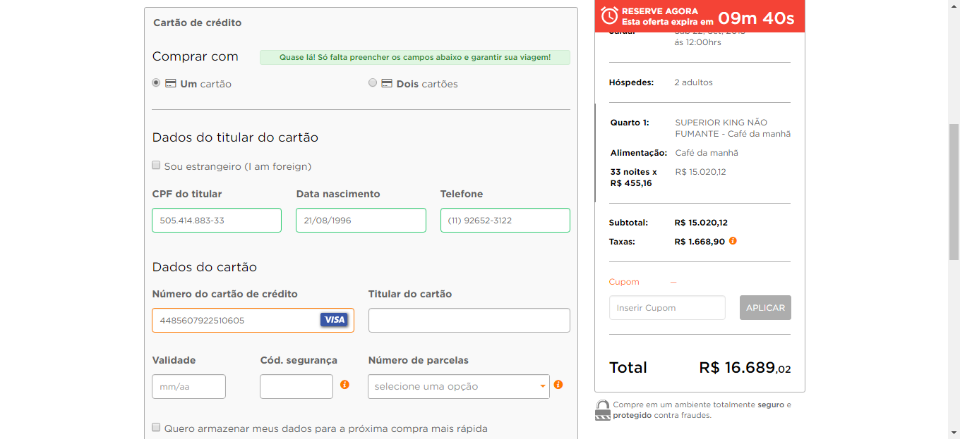 Cartão de crédito
Comprar com
Quase lá! Só falta preencher os campos abaixo e garantir sua viagem!
Um cartão
Dois cartões
Dados do titular do cartão
Sou estrangeiro (I am foreign)
CPF do titular
Data nascimento
Telefone
505.414.883-33
21/08/1996
(11) 92652-3122
Dados do cartão
Número do cartão de crédito
Titular do cartão
4485607922510605
VISA
Validade
Cód. segurança
Número de parcelas
mm/aa
selecione uma opção
Quero armazenar meus dados para a próxima compra mais rápida
RESERVE AGORA
Esta oferta expira em
09m 40s
às 12:00hrs
Hóspedes:
2 adultos
Quarto 1:
SUPERIOR KING NÃO
FUMANTE - Café da manhã
Alimentação:
Café da manhã
33 noites x
R$ 455,16
R$ 15.020,12
Subtotal:
R$ 15.020,12
Taxas:
R$ 1.668,90
Cupom
–
Inserir Cupom
APLICAR
Total
R$ 16.689,02
Compre em um ambiente totalmente seguro e
protegido contra fraudes.